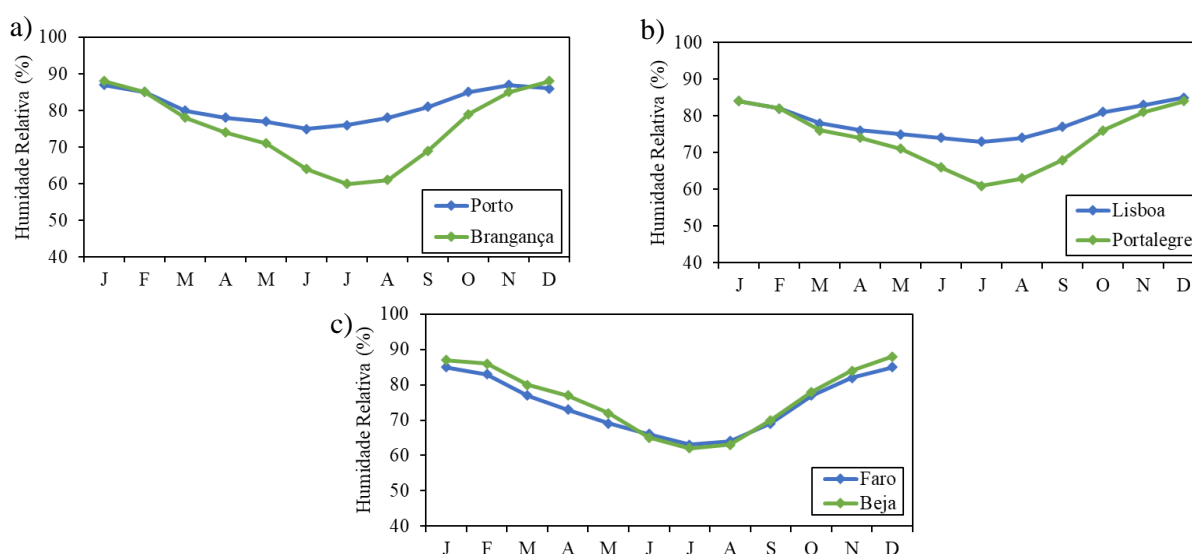 a)
Humidade Relativa (%)
100
90
80
70
60
50
40
J F M A M J J A S O N D
Porto
Brangança
b)
Humidade Relativa (%)
100
90
80
70
60
50
40
J F M A M J J A S O N D
Lisboa
Portalegre
c)
Humidade Relativa (%)
100
90
80
70
60
50
40
J F M A M J J A S O N D
Faro
Beja